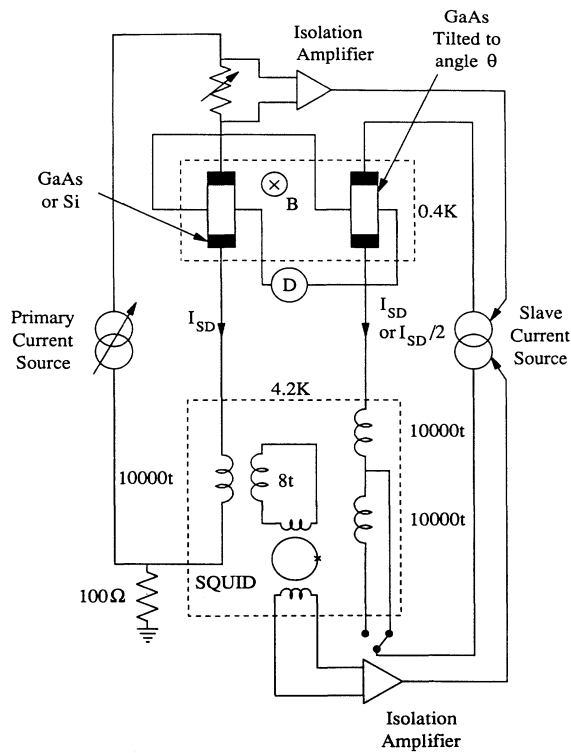 Isolation
Amplifier
GaAs
Tilted to
angle θ
GaAs
or Si
B
0.4K
D
Primary
Current
Source
I_SD
I_SD
or I_SD/2
Slave
Current
Source
4.2K
10000t
8t
10000t
10000t
SQUID
100Ω
Isolation
Amplifier